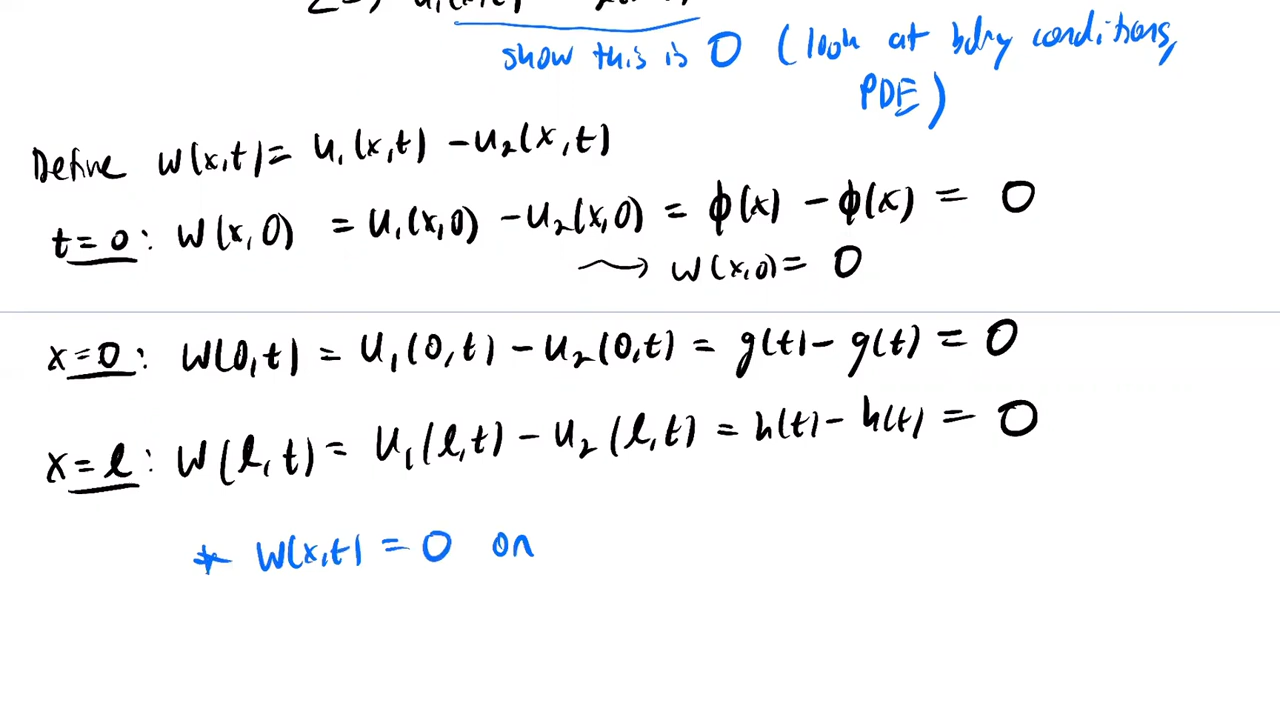 show this is 0 (look at bdry conditions,
PDE)
Define w(x,t) = u₁(x,t) - u₂(x,t)
t=0: w(x,0) = u₁(x,0) - u₂(x,0) = ϕ(x) - ϕ(x) = 0
⟿ w(x,0) = 0
x=0: w(0,t) = u₁(0,t) - u₂(0,t) = g(t) - g(t) = 0
x=l: w(l,t) = u₁(l,t) - u₂(l,t) = h(t) - h(t) = 0
* w(x,t) = 0 on